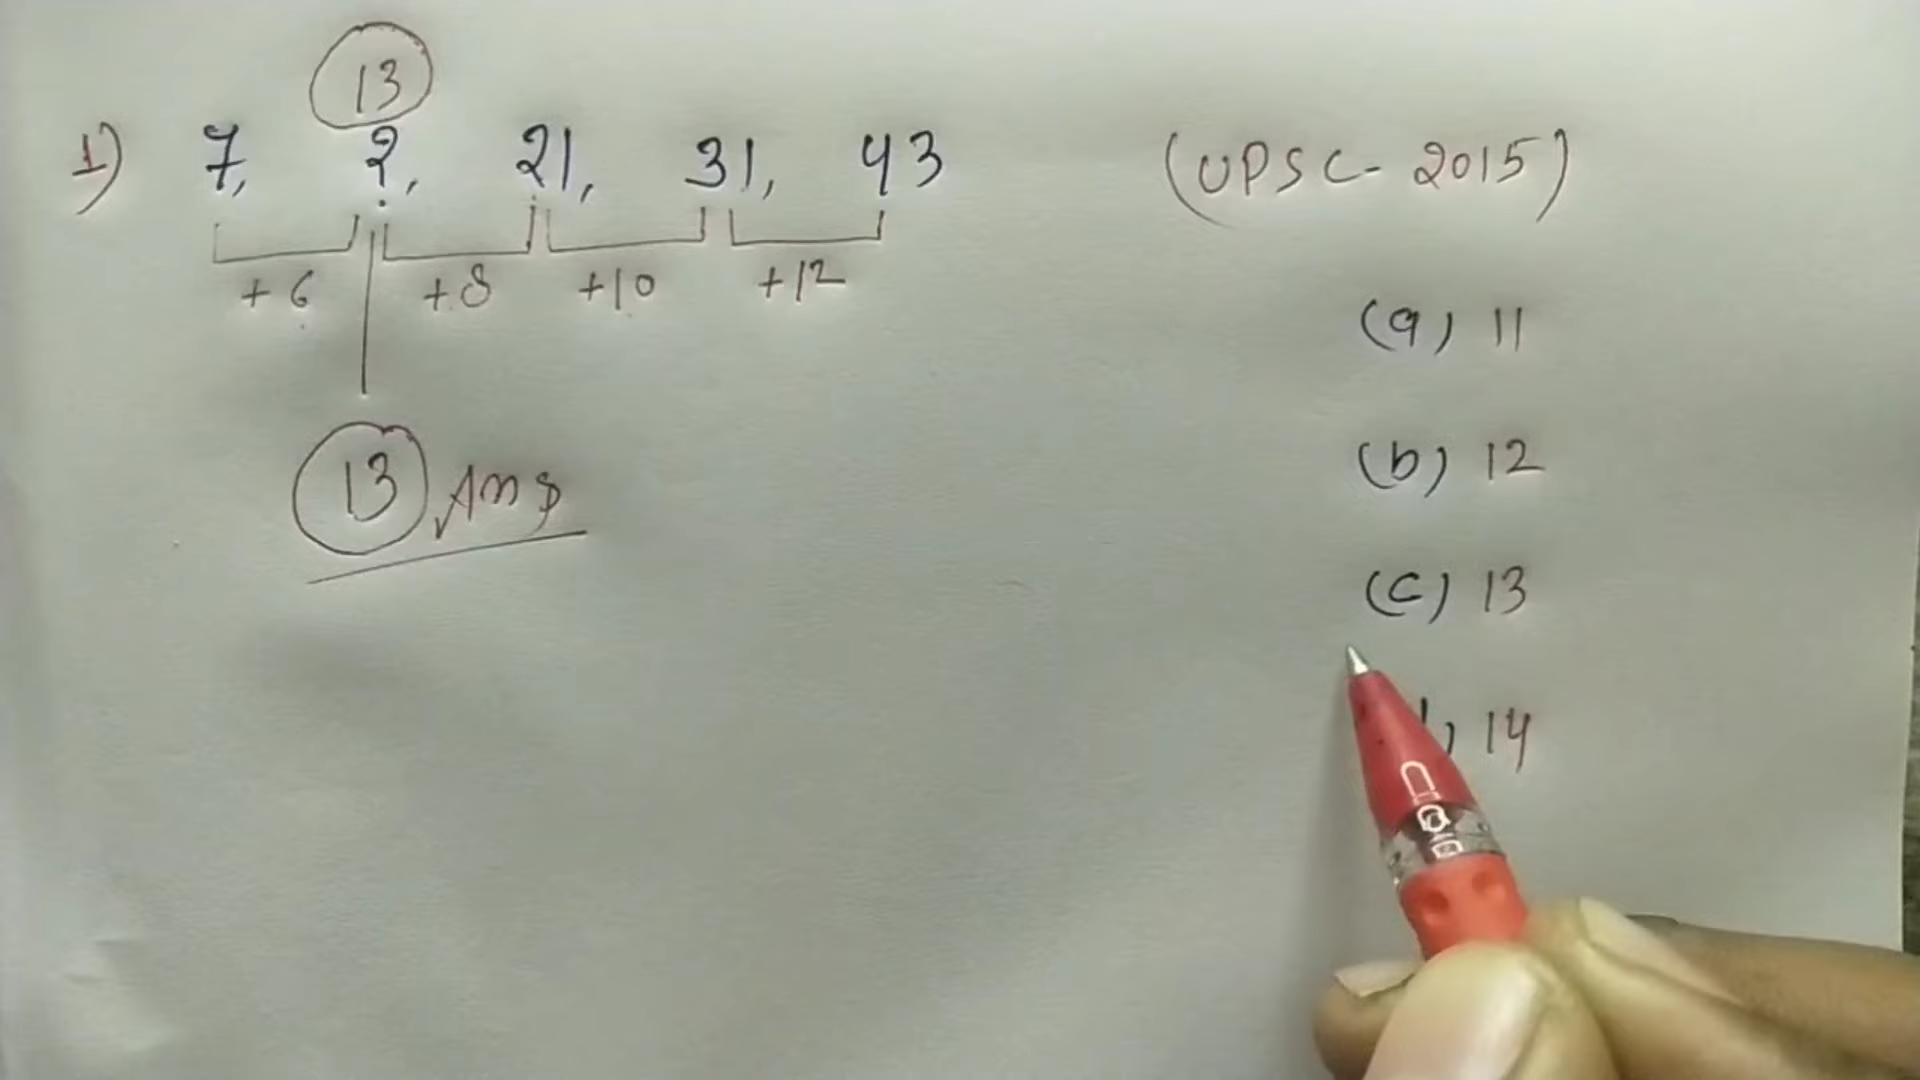 13
1) 7, ?, 21, 31, 43 (UPSC- 2015)
+6 +8 +10 +12
(a) 11
(b) 12
13 Ans
(c) 13
14